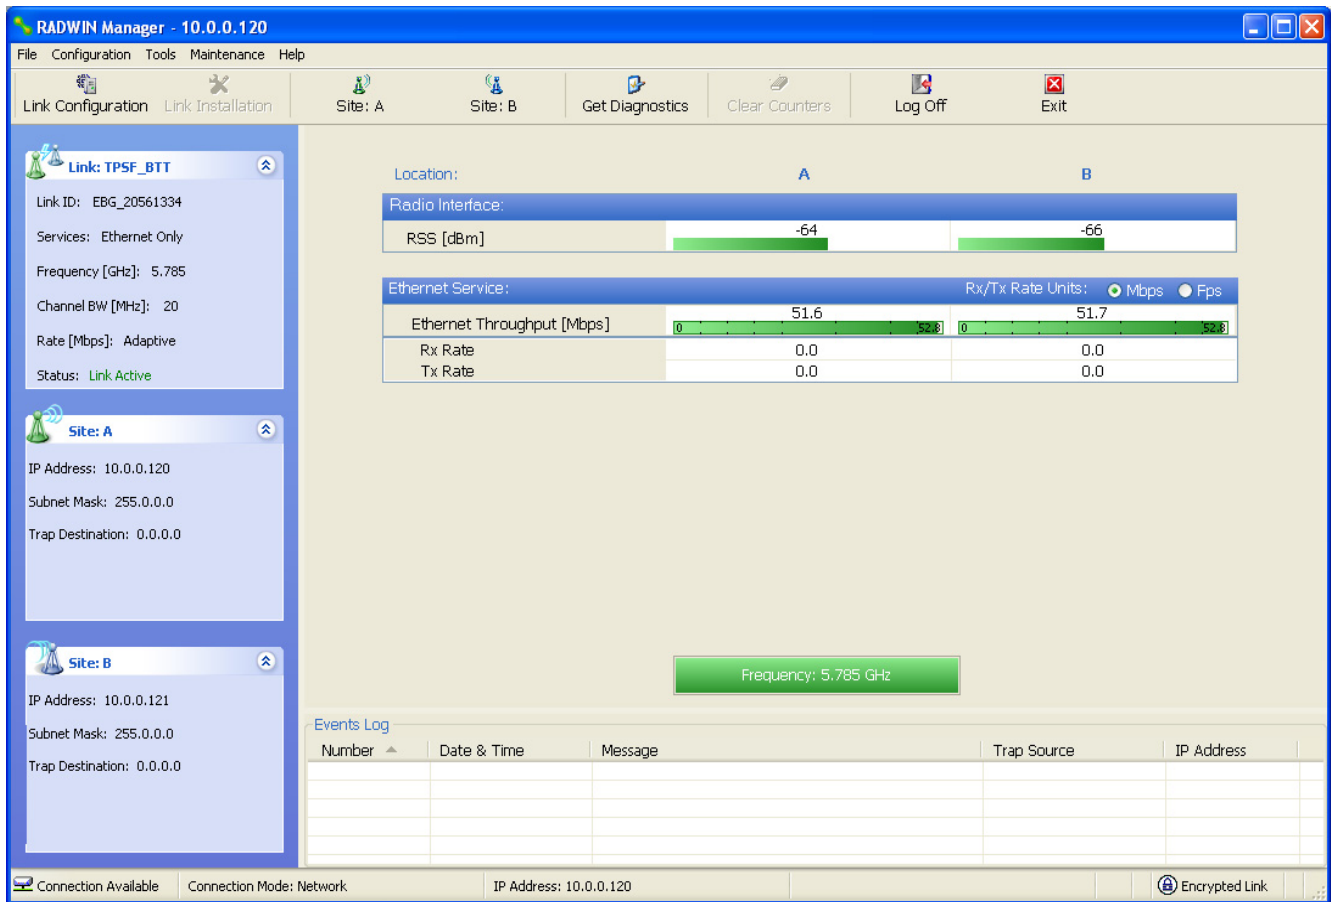 RADWIN Manager - 10.0.0.120
File Configuration Tools Maintenance Help
Link Configuration Link Installation Site: A Site: B Get Diagnostics Clear Counters Log Off Exit
Link: TPSF_BTT
Link ID: EBG_20561334
Services: Ethernet Only
Frequency [GHz]: 5.785
Channel BW [MHz]: 20
Rate [Mbps]: Adaptive
Status: Link Active
Site: A
IP Address: 10.0.0.120
Subnet Mask: 255.0.0.0
Trap Destination: 0.0.0.0
Site: B
IP Address: 10.0.0.121
Subnet Mask: 255.0.0.0
Trap Destination: 0.0.0.0
Location: A B
Radio Interface:
RSS [dBm] -64 -66
Ethernet Service: Rx/Tx Rate Units: Mbps Fps
Ethernet Throughput [Mbps] 51.6 51.7
0 52.8 0 52.8
Rx Rate 0.0 0.0
Tx Rate 0.0 0.0
Frequency: 5.785 GHz
Events Log
Number Date & Time Message Trap Source IP Address
Connection Available Connection Mode: Network IP Address: 10.0.0.120 Encrypted Link